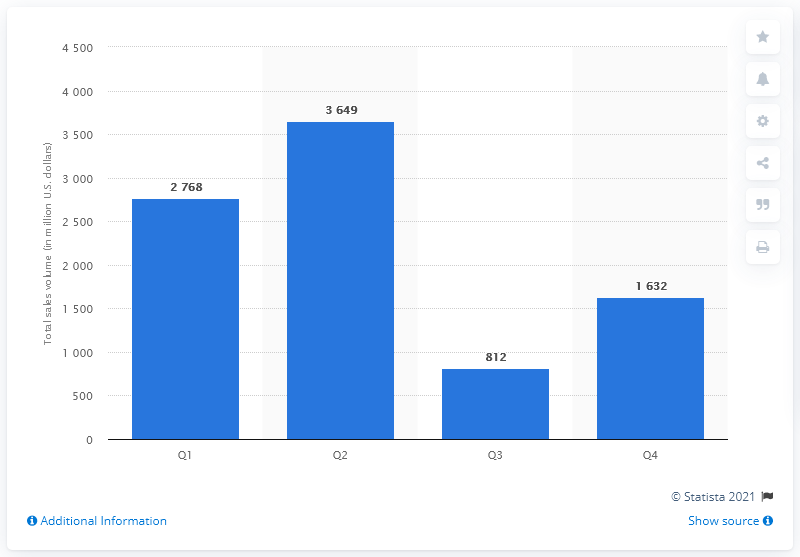 4 500
4 000
3 500
3 000
2 500
2 000
1 500
1 000
500
0
Total sales volume (in million U.S. dollars)
2 768
3 649
812
1 632
Q1
Q2
Q3
Q4
© Statista 2021
Additional Information
Show source